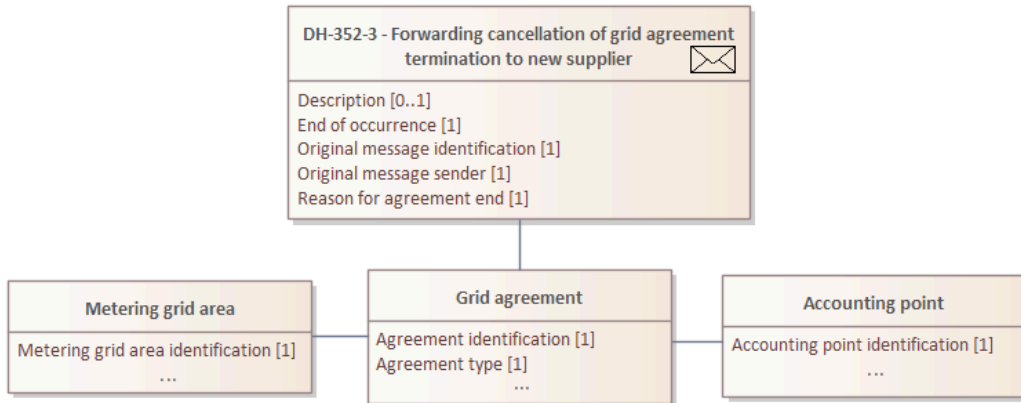 DH-352-3 - Forwarding cancellation of grid agreement
termination to new supplier
Description [0..1]
End of occurrence [1]
Original message identification [1]
Original message sender [1]
Reason for agreement end [1]
Metering grid area
Metering grid area identification [1]
...
Grid agreement
Agreement identification [1]
Agreement type [1]
...
Accounting point
Accounting point identification [1]
...